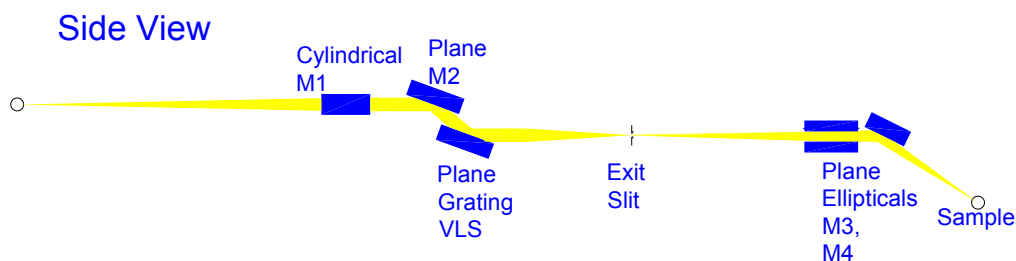 Side View
Cylindrical
M1
Plane
M2
Plane
Grating
VLS
Exit
Slit
Plane
Ellipticals
M3,
M4
Sample